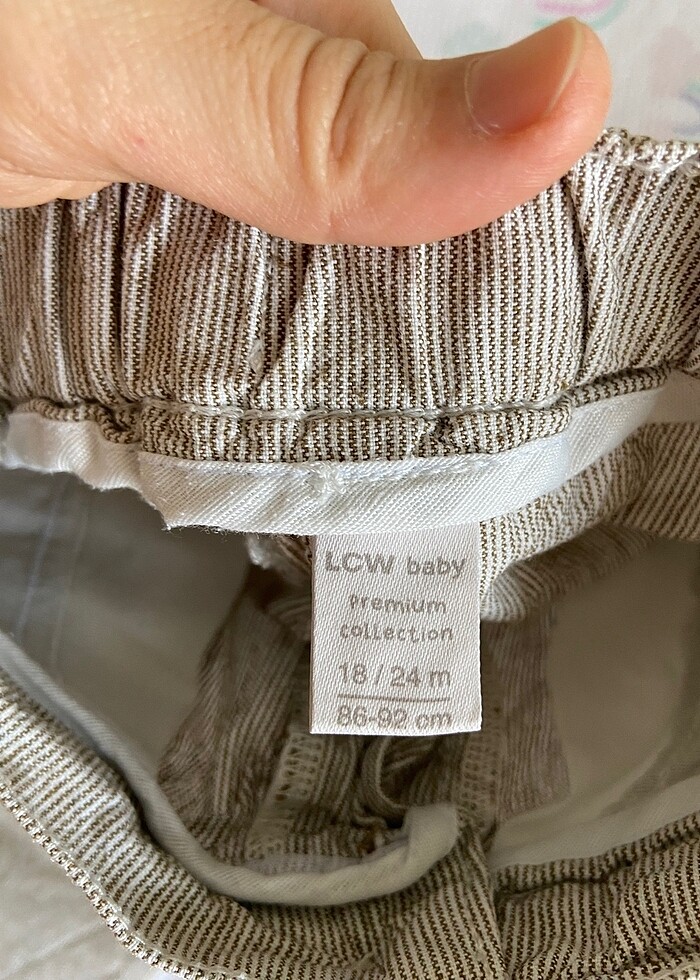 LCW baby
Premium
collection
18 / 24 m
86-92 cm